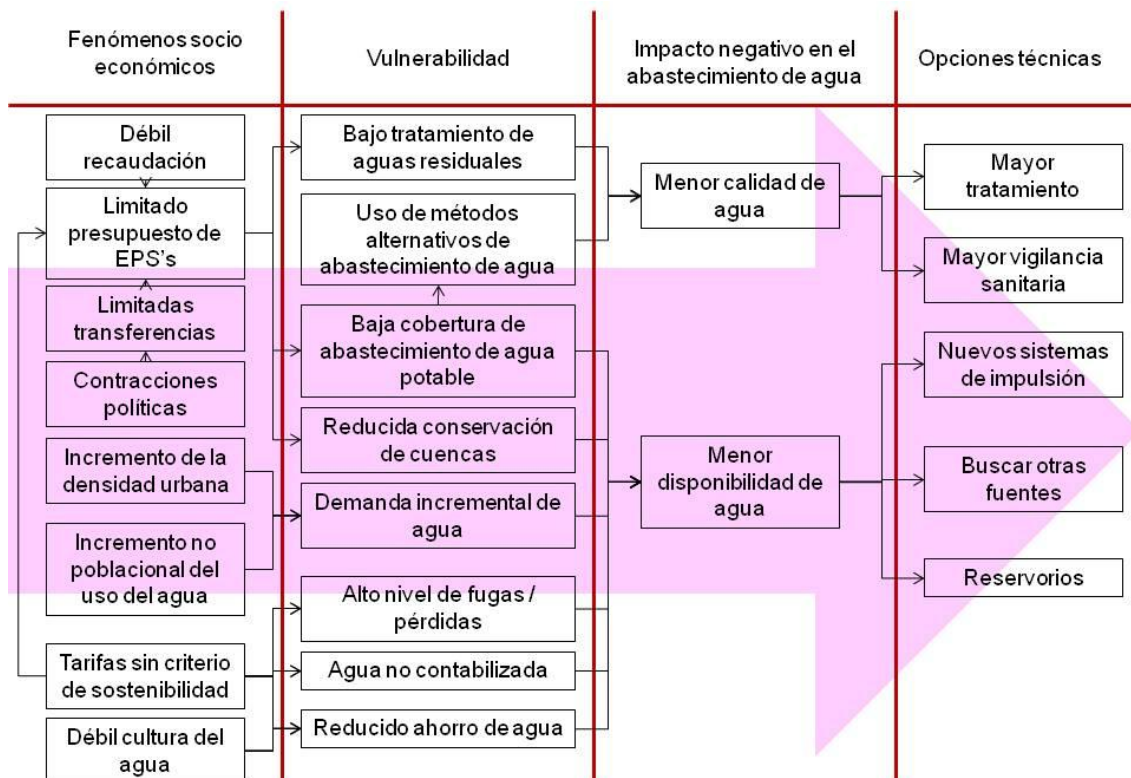 Fenómenos socio
económicos
Vulnerabilidad
Impacto negativo en el
abastecimiento de agua
Opciones técnicas
Débil
recaudación
Limitado
presupuesto de
EPS's
Limitadas
transferencias
Contracciones
políticas
Incremento de la
densidad urbana
Incremento no
poblacional del
uso del agua
Tarifas sin criterio
de sostenibilidad
Débil cultura del
agua
Bajo tratamiento de
aguas residuales
Uso de métodos
alternativos de
abastecimiento de agua
Baja cobertura de
abastecimiento de agua
potable
Reducida conservación
de cuencas
Demanda incremental de
agua
Alto nivel de fugas /
pérdidas
Agua no contabilizada
Reducido ahorro de agua
Menor calidad de
agua
Menor
disponibilidad de
agua
Mayor
tratamiento
Mayor vigilancia
sanitaria
Nuevos sistemas
de impulsión
Buscar otras
fuentes
Reservorios